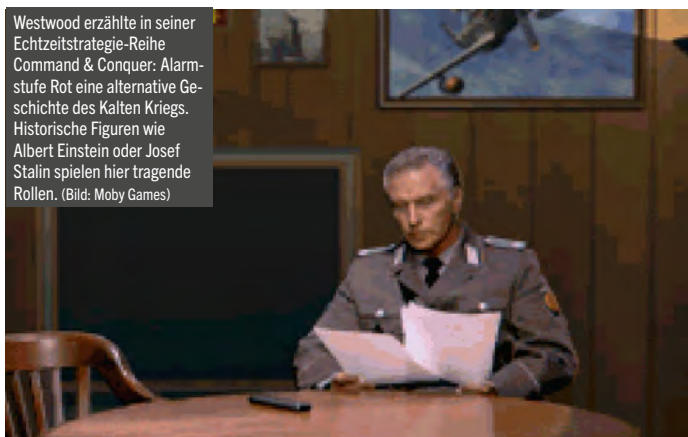 Westwood erzählte in seiner
Echtzeitstrategie-Reihe
Command & Conquer: Alarm-
stufe Rot eine alternative Ge-
schichte des Kalten Kriegs.
Historische Figuren wie
Albert Einstein oder Josef
Stalin spielen hier tragende
Rollen. (Bild: Moby Games)